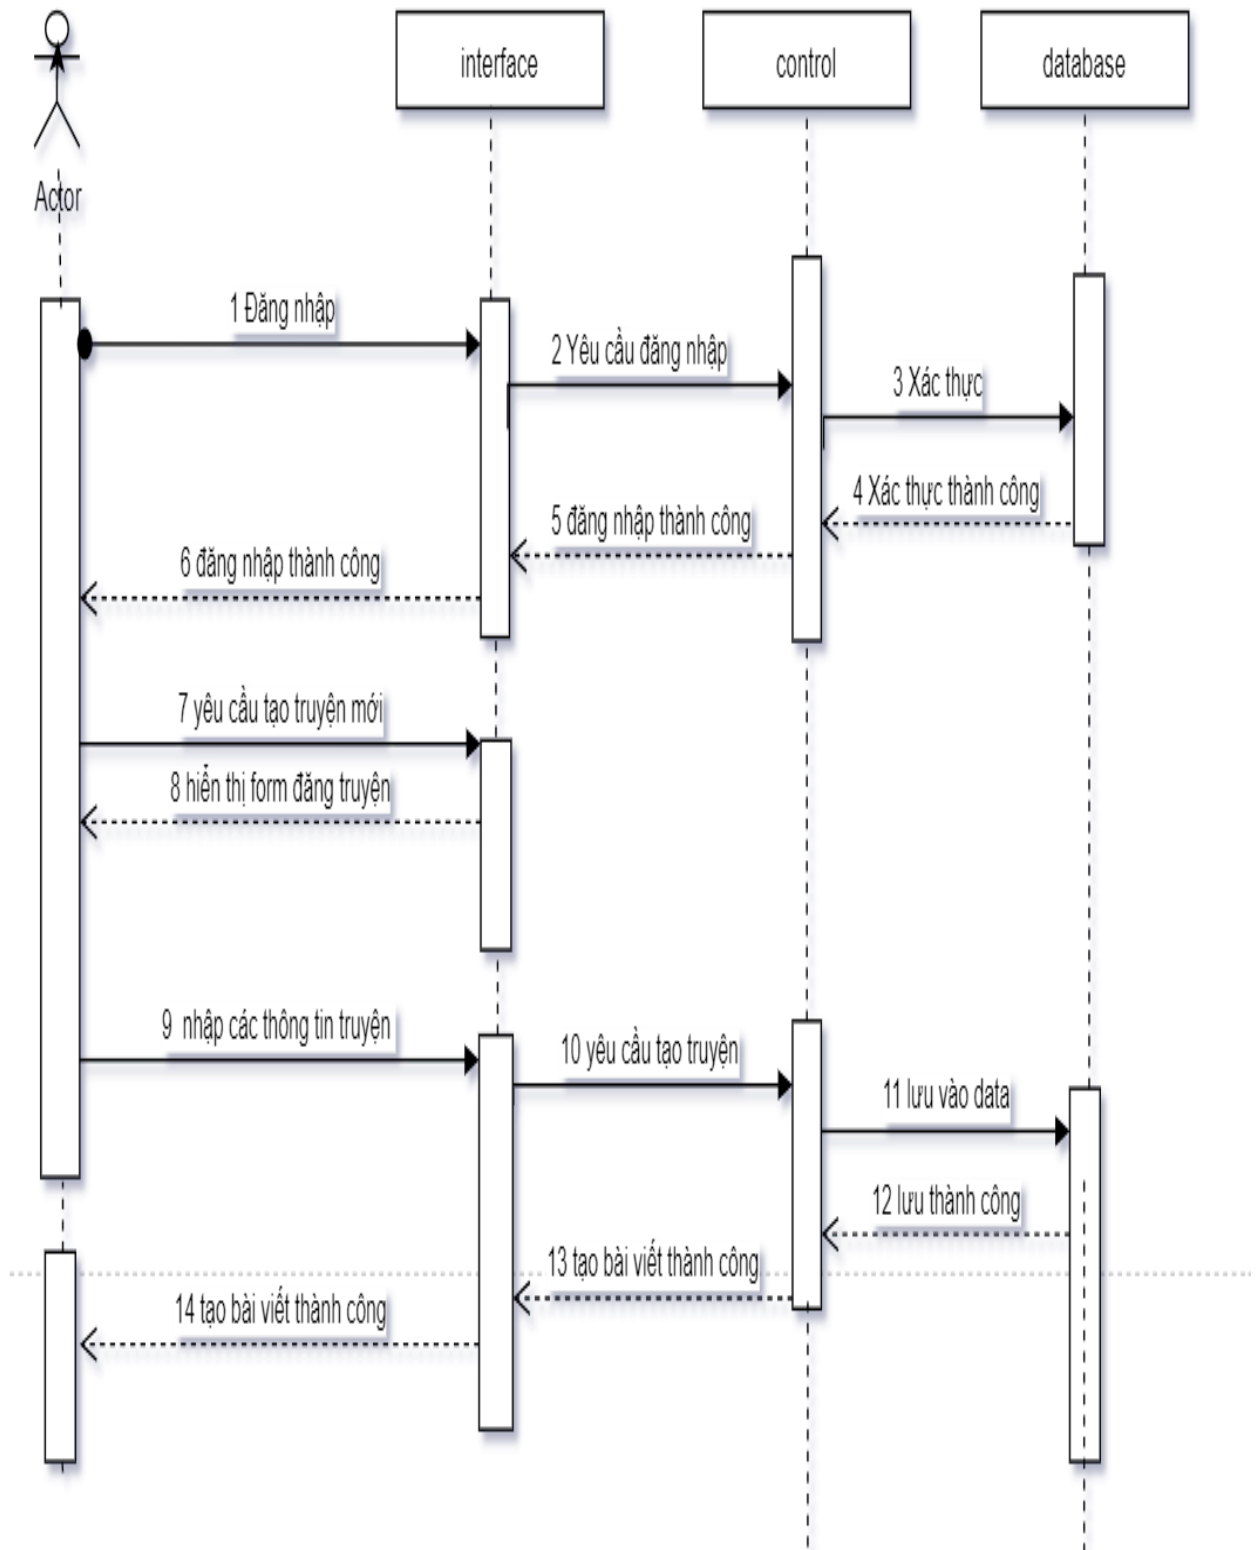 interface
control
database
Actor
1 Đăng nhập
2 Yêu cầu đăng nhập
3 Xác thực
4 Xác thực thành công
5 đăng nhập thành công
6 đăng nhập thành công
7 yêu cầu tạo truyện mới
8 hiển thị form đăng truyện
9 nhập các thông tin truyện
10 yêu cầu tạo truyện
11 lưu vào data
12 lưu thành công
13 tạo bài viết thành công
14 tạo bài viết thành công